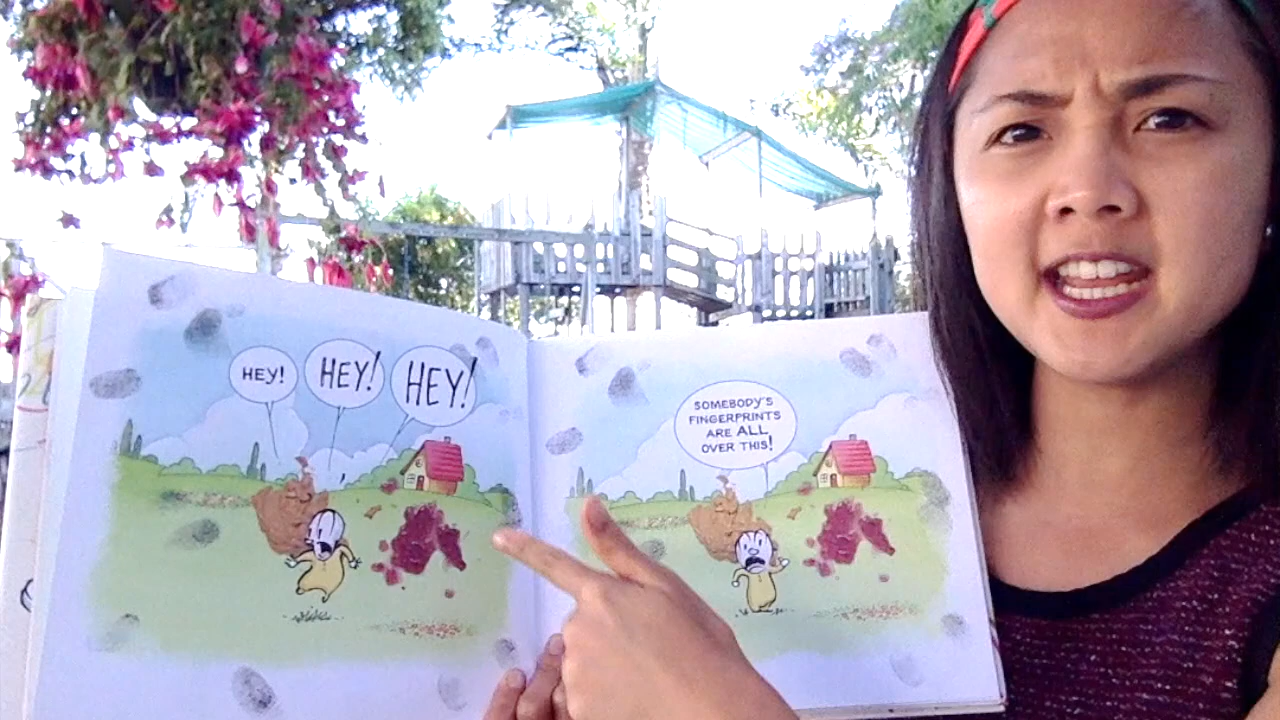 HEY!
HEY!
HEY!
SOMEBODY'S
FINGERPRINTS
ARE ALL
OVER THIS!